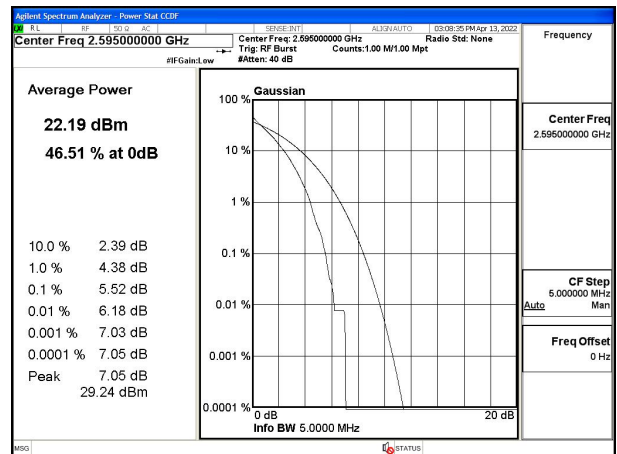 Agilent Spectrum Analyzer - Power Stat CCDF
RL RF 50 Ω AC SENSE:INT ALIGN AUTO 03:08:35 PM Apr 13, 2022
Center Freq 2.595000000 GHz
Center Freq: 2.595000000 GHz Radio Std: None
Trig: RF Burst Counts:1.00 M/1.00 Mpt
#IFGain:Low #Atten: 40 dB
Frequency
Average Power
22.19 dBm
46.51 % at 0dB
10.0 % 2.39 dB
1.0 % 4.38 dB
0.1 % 5.52 dB
0.01 % 6.18 dB
0.001 % 7.03 dB
0.0001 % 7.05 dB
Peak 7.05 dB
29.24 dBm
Gaussian
100 %
10 %
1 %
0.1 %
0.01 %
0.001 %
0.0001 %
0 dB 20 dB
Info BW 5.0000 MHz
Center Freq
2.595000000 GHz
CF Step
5.000000 MHz
Auto Man
Freq Offset
0 Hz
MSG STATUS